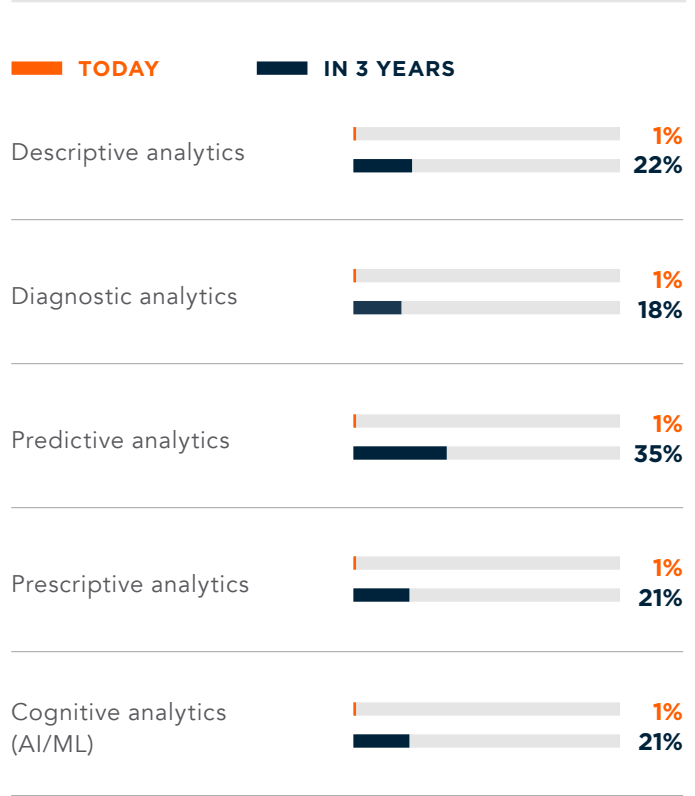 TODAY IN 3 YEARS
Descriptive analytics
1%
22%
Diagnostic analytics
1%
18%
Predictive analytics
1%
35%
Prescriptive analytics
1%
21%
Cognitive analytics
(AI/ML)
1%
21%